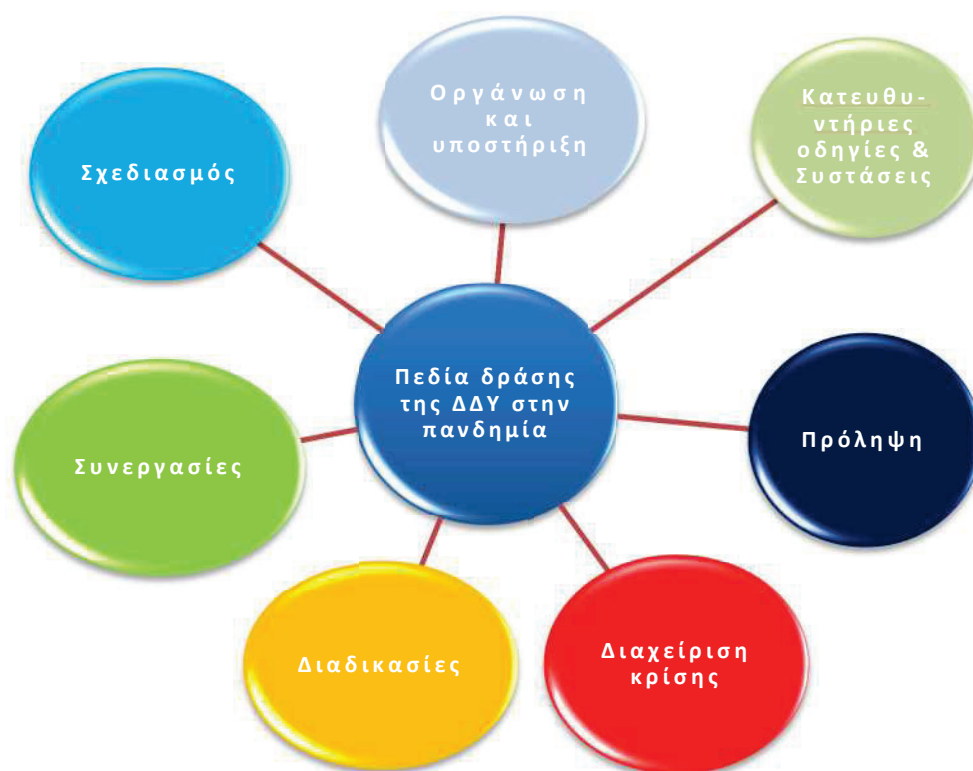 Οργάνωση
και
υποστήριξη
Κατευθυ-
ντήριες
οδηγίες &
Συστάσεις
Σχεδιασμός
Πεδία δράσης
της ΔΔΥ στην
πανδημία
Πρόληψη
Συνεργασίες
Διαδικασίες
Διαχείριση
κρίσης